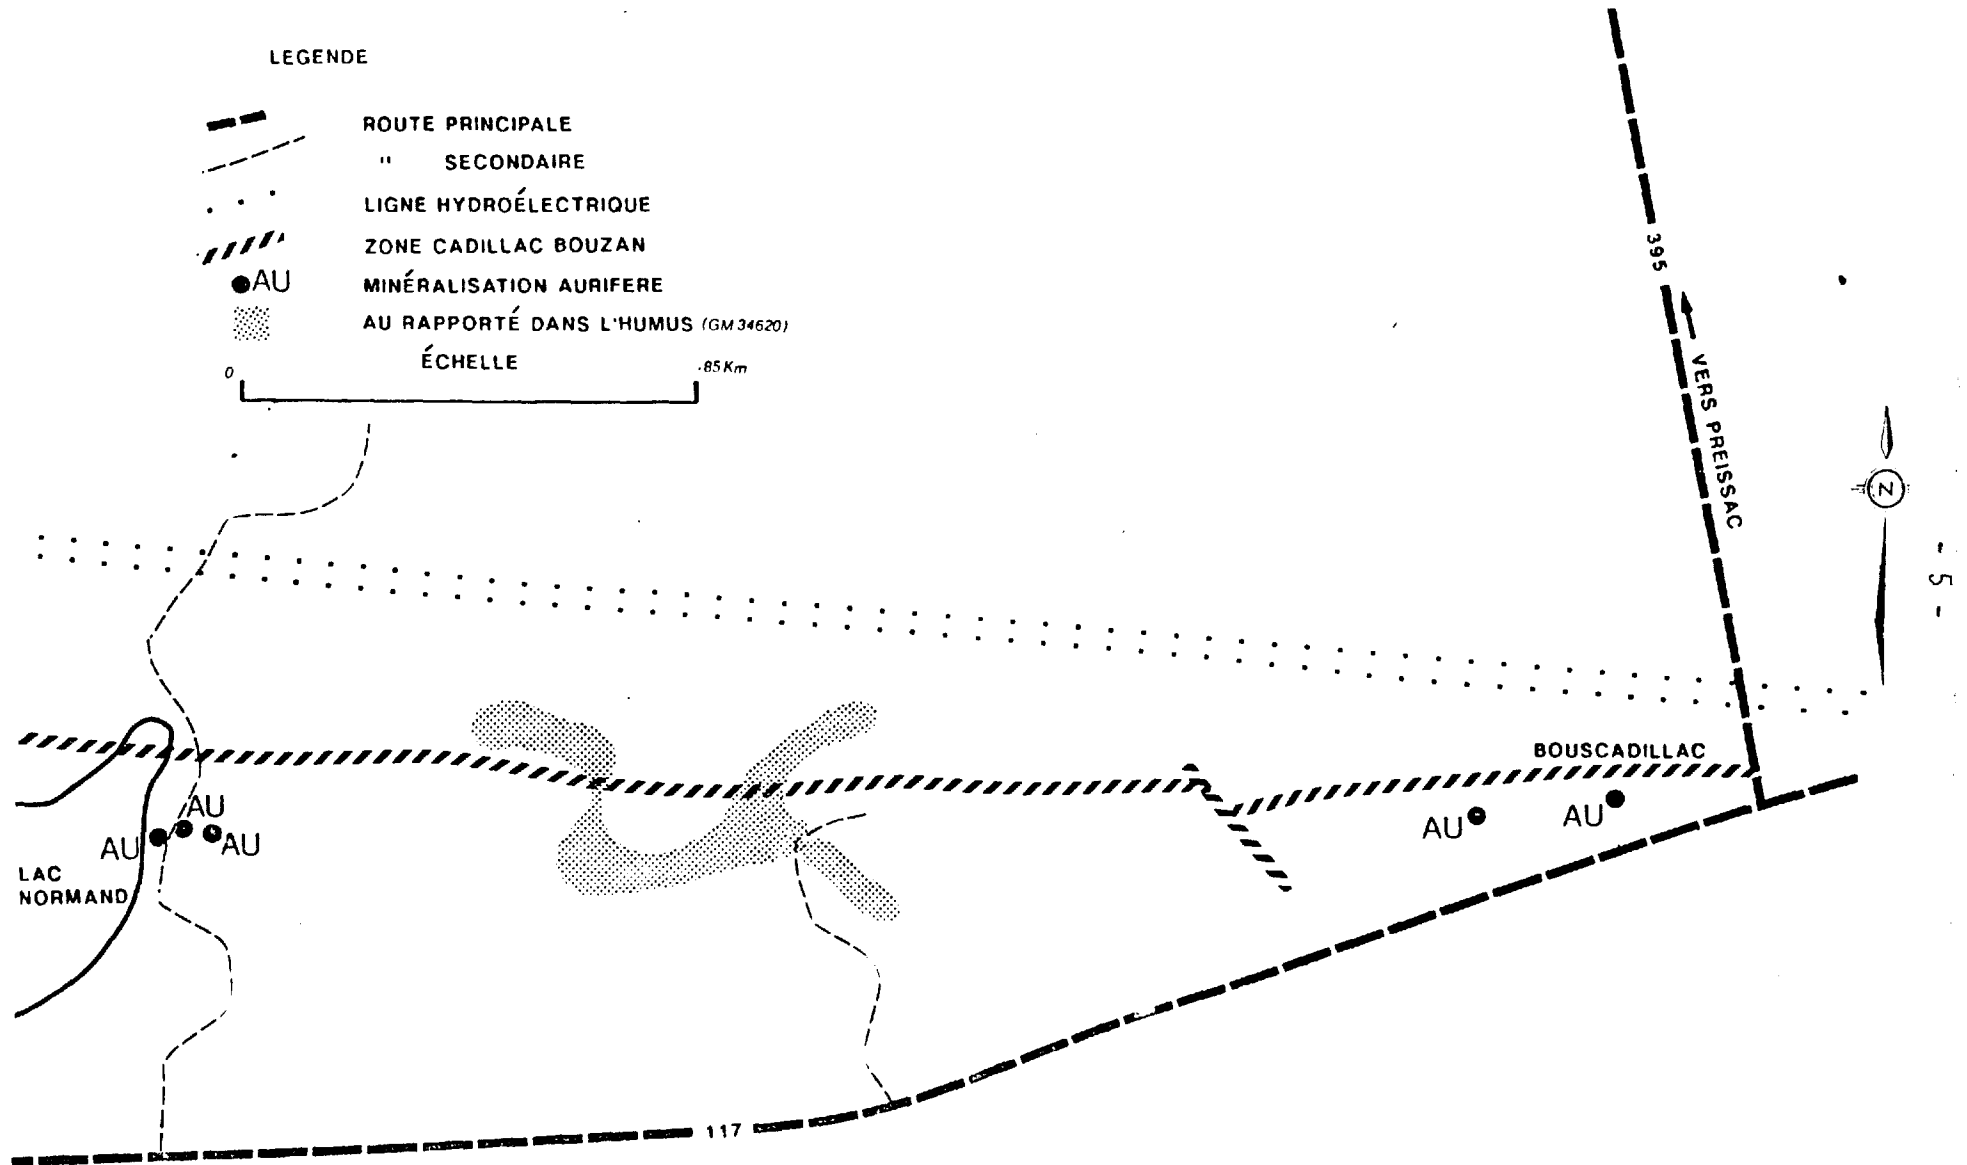 LEGENDE
ROUTE PRINCIPALE
" SECONDAIRE
LIGNE HYDROÉLECTRIQUE
ZONE CADILLAC BOUZAN
AU MINÉRALISATION AURIFERE
AU RAPPORTÉ DANS L'HUMUS (GM 34620)
ÉCHELLE
0 .85 Km
395
VERS PREISSAC
N
- 5 -
BOUSCADILLAC
AU
AU
AU
AU
AU
LAC
NORMAND
117